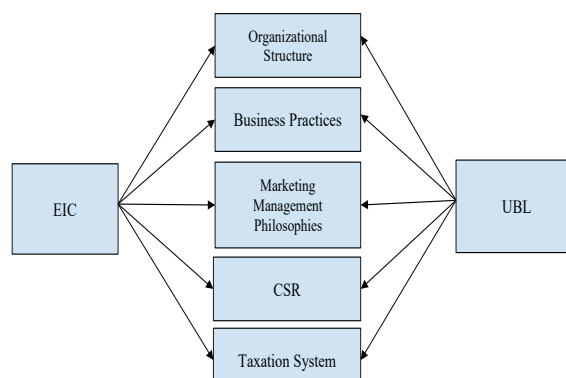 Organizational
Structure
Business Practices
EIC
Marketing
Management
Philosophies
UBL
CSR
Taxation System